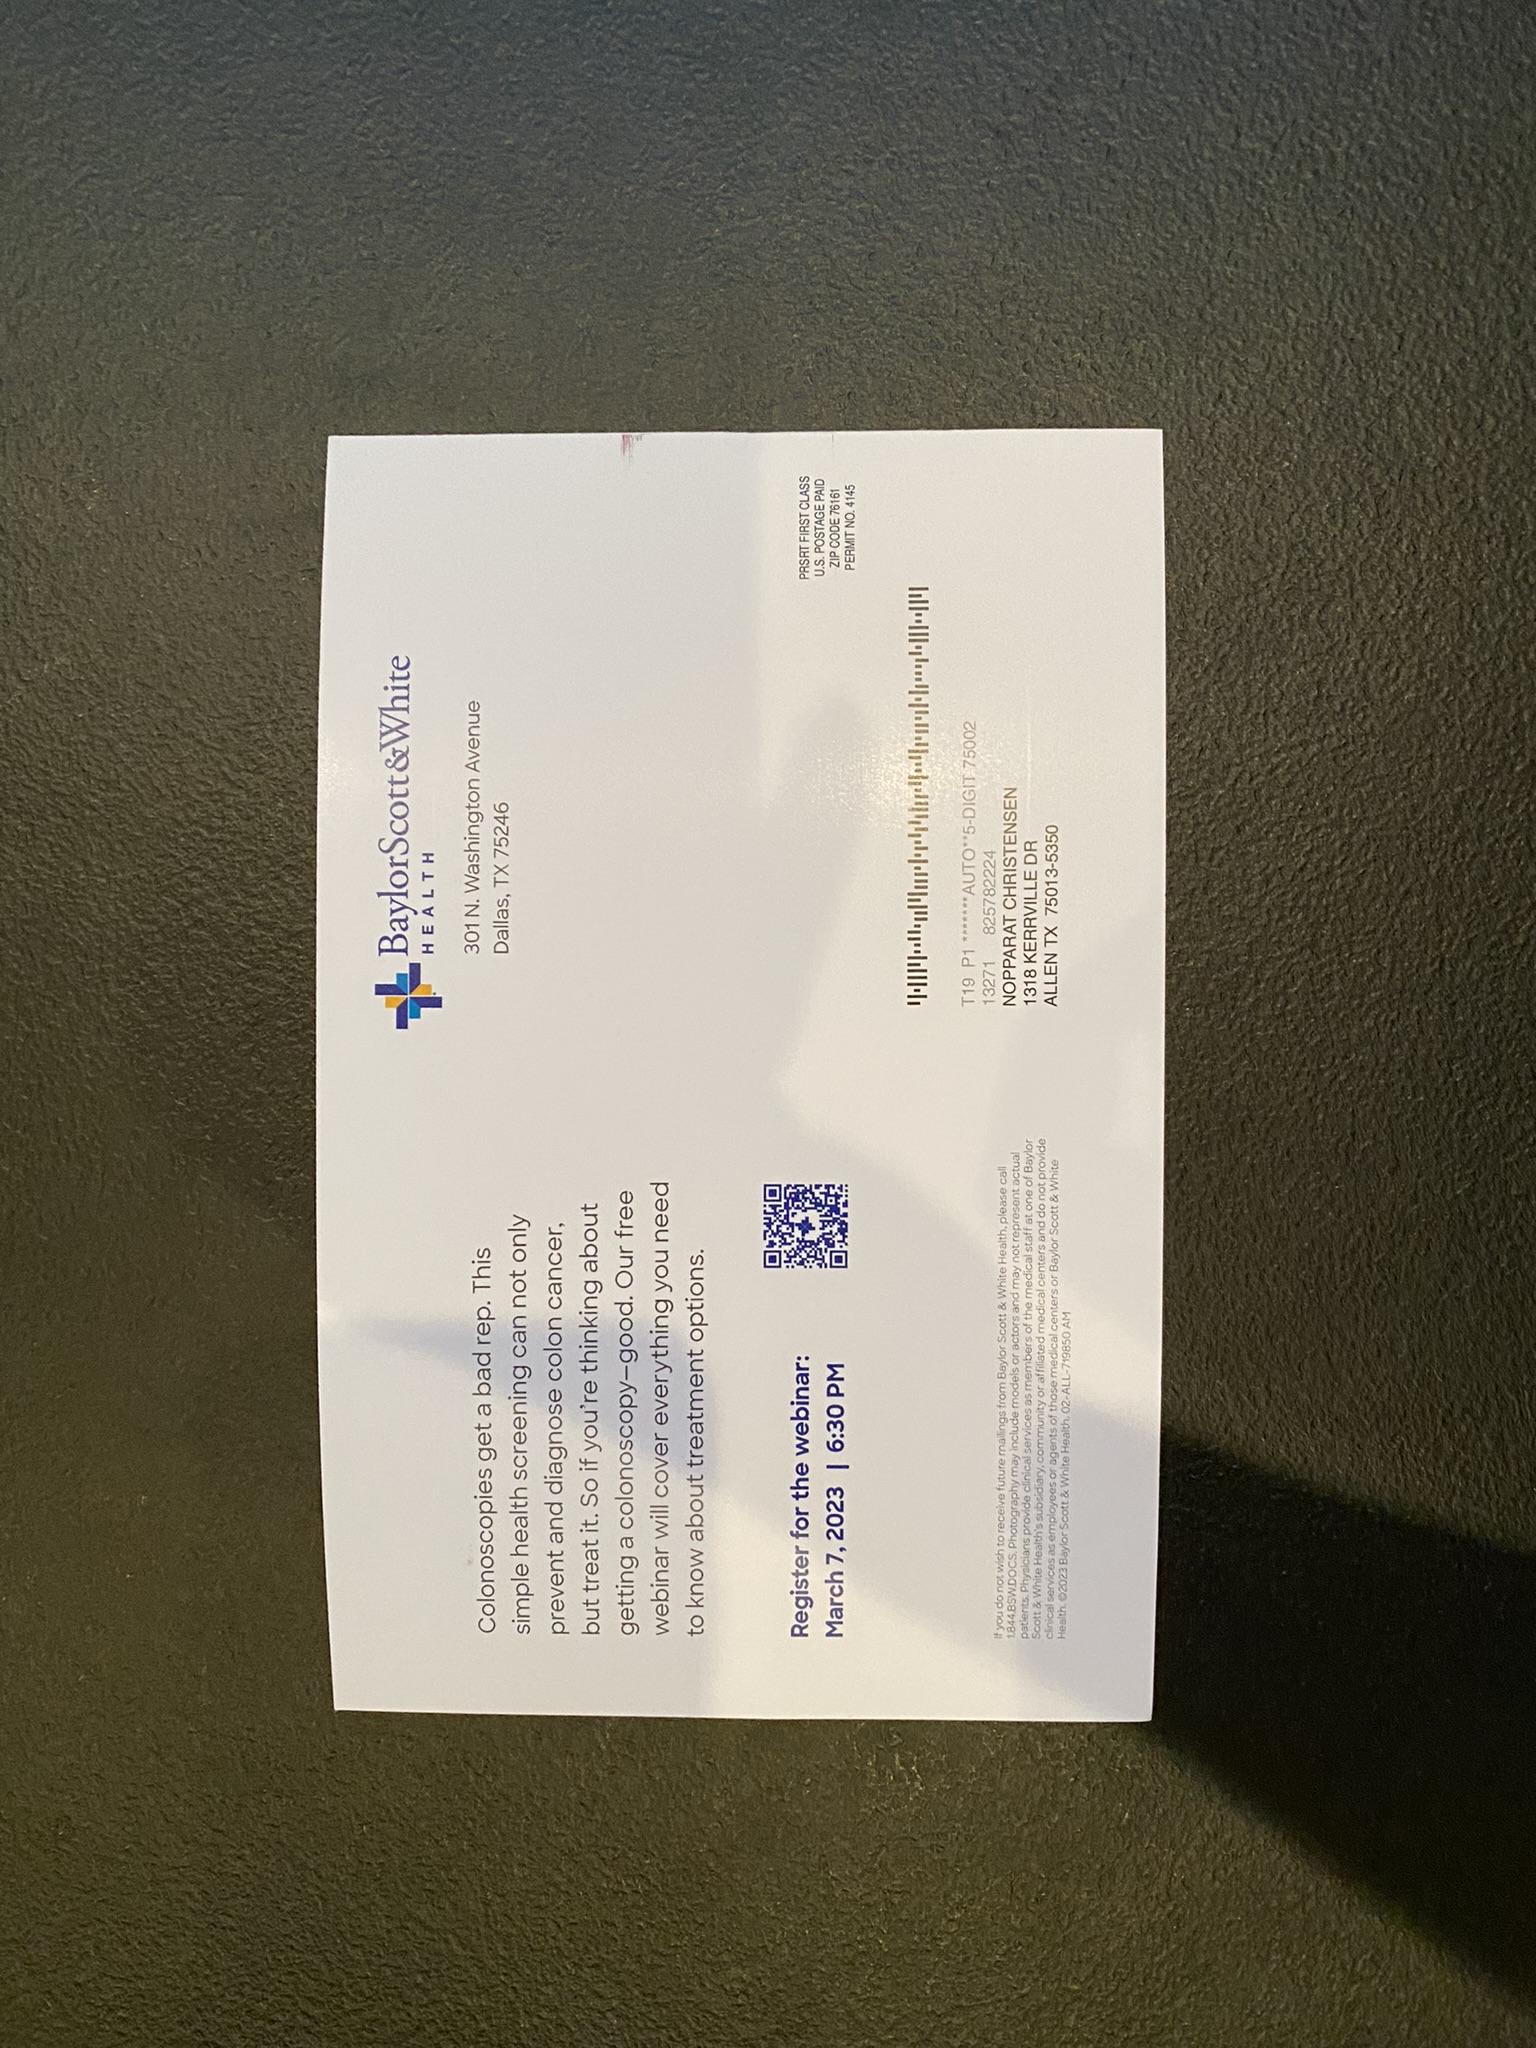 Colonoscopies get a bad rep. This
simple health screening can not only
prevent and diagnose colon cancer,
but treat it. So if you're thinking about
getting a colonoscopy—good. Our free
webinar will cover everything you need
to know about treatment options.
Register for the webinar:
March 7, 2023 | 6:30 PM
If you do not wish to receive future mailings from Baylor Scott & White Health, please call
1.844.BSW.DOCS. Photography may include models or actors and may not represent actual
patients. Physicians provide clinical services as members of the medical staff at one of Baylor
Scott & White Health's subsidiary, community or affiliated medical centers and do not provide
clinical services as employees or agents of those medical centers or Baylor Scott & White
Health. ©2023 Baylor Scott & White Health. 02-ALL-719850 AM
BaylorScott&White
HEALTH
301 N. Washington Avenue
Dallas, TX 75246
PRSRT FIRST CLASS
U.S. POSTAGE PAID
ZIP CODE 76161
PERMIT NO. 4145
T19 P1 *******AUTO**5-DIGIT 75002
13271 825782224
NOPPARAT CHRISTENSEN
1318 KERRVILLE DR
ALLEN TX 75013-5350